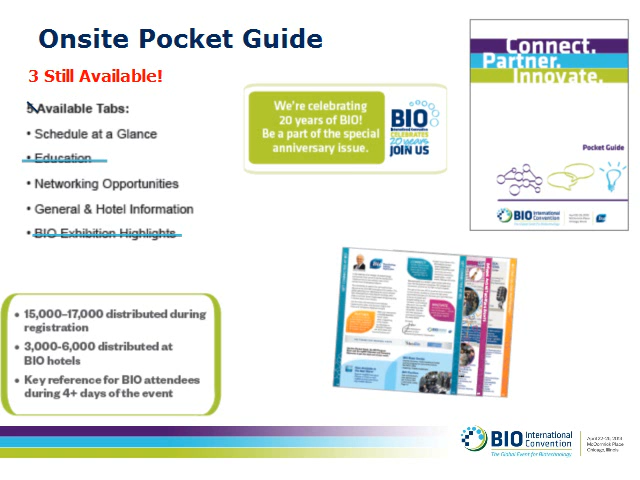 Onsite Pocket Guide
3 Still Available!
5 Available Tabs:
• Schedule at a Glance
• Education
• Networking Opportunities
• General & Hotel Information
• BIO Exhibition Highlights
We're celebrating
20 years of BIO!
Be a part of the special
anniversary issue.
BIO
CELEBRATES
20 years
JOIN US
Connect.
Partner.
Innovate.
Pocket Guide
BIO International
Convention
• 15,000–17,000 distributed during
registration
• 3,000-6,000 distributed at
BIO hotels
• Key reference for BIO attendees
during 4+ days of the event
BIO International
Convention
The Global Event for Biotechnology
McCormick Place
Chicago, Illinois